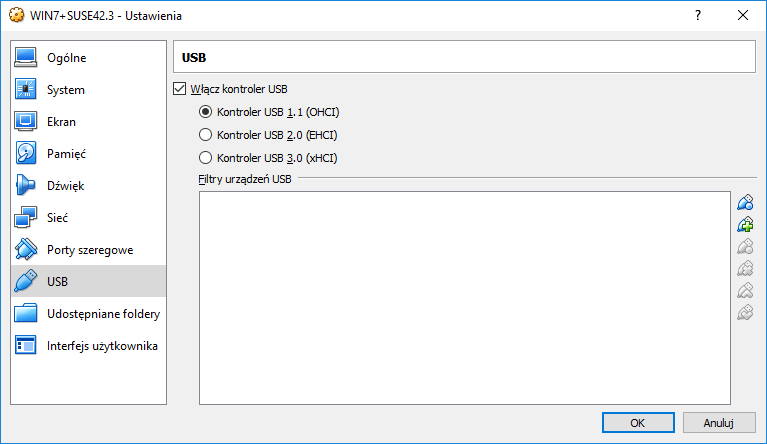 WIN7+SUSE42.3 - Ustawienia
?
Ogólne
System
Ekran
Pamięć
Dźwięk
Sieć
Porty szeregowe
USB
Udostępniane foldery
Interfejs użytkownika
USB
Włącz kontroler USB
Kontroler USB 1.1 (OHCI)
Kontroler USB 2.0 (EHCI)
Kontroler USB 3.0 (xHCI)
Filtry urządzeń USB
OK
Anuluj